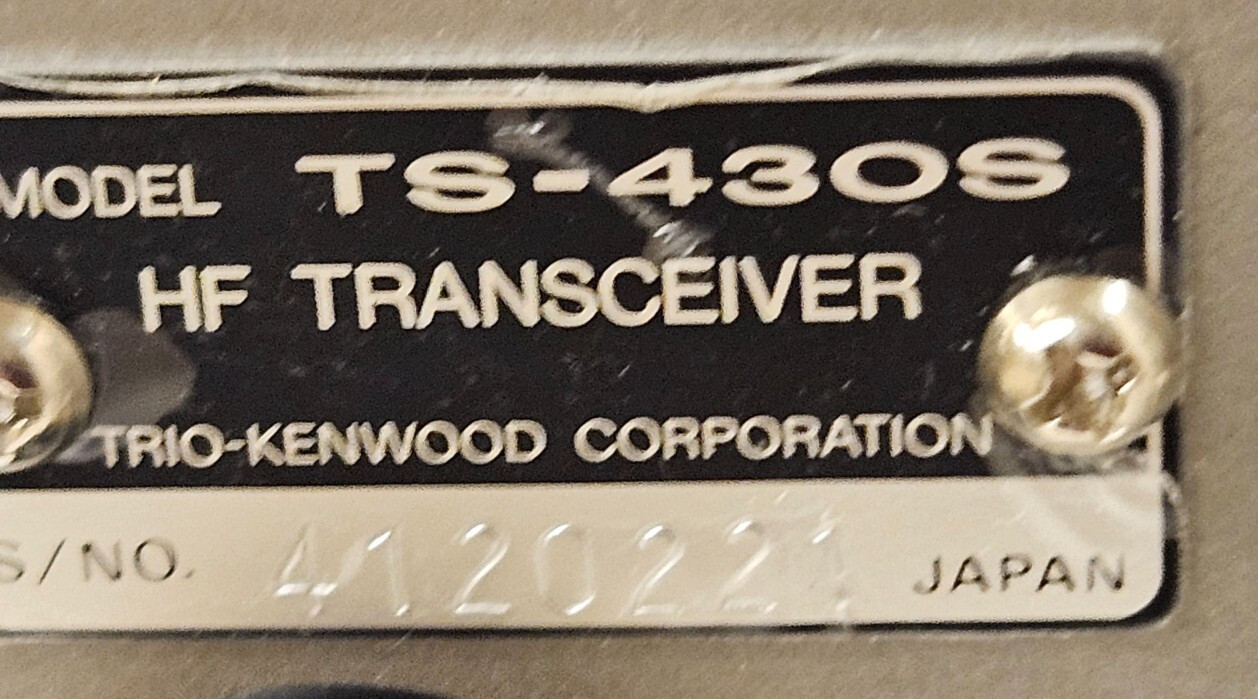 MODEL TS-430S
HF TRANSCEIVER
TRIO-KENWOOD CORPORATION
S/NO. 4120221 JAPAN